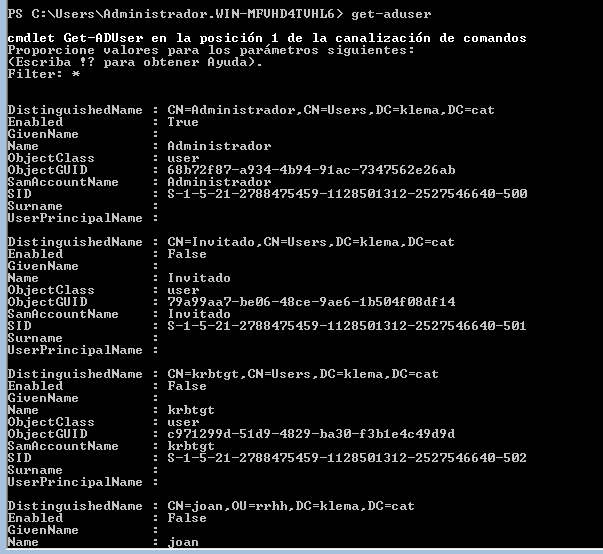 PS C:\Users\Administrador.WIN-MFVHD4TVHL6> get-aduser
cmdlet Get-ADUser en la posición 1 de la canalización de comandos
Proporcione valores para los parámetros siguientes:
(Escriba !? para obtener Ayuda).
Filter: *
DistinguishedName : CN=Administrador,CN=Users,DC=klema,DC=cat
Enabled : True
GivenName :
Name : Administrador
ObjectClass : user
ObjectGUID : 68b72f87-a934-4b94-91ac-7347562e26ab
SamAccountName : Administrador
SID : S-1-5-21-2788475459-1128501312-2527546640-500
Surname :
UserPrincipalName :
DistinguishedName : CN=Invitado,CN=Users,DC=klema,DC=cat
Enabled : False
GivenName :
Name : Invitado
ObjectClass : user
ObjectGUID : 79a99aa7-be06-48ce-9ae6-1b504f08df14
SamAccountName : Invitado
SID : S-1-5-21-2788475459-1128501312-2527546640-501
Surname :
UserPrincipalName :
DistinguishedName : CN=krbtgt,CN=Users,DC=klema,DC=cat
Enabled : False
GivenName :
Name : krbtgt
ObjectClass : user
ObjectGUID : c971299d-51d9-4829-ba30-f3b1e4c49d9d
SamAccountName : krbtgt
SID : S-1-5-21-2788475459-1128501312-2527546640-502
Surname :
UserPrincipalName :
DistinguishedName : CN=joan,OU=rrhh,DC=klema,DC=cat
Enabled : False
GivenName :
Name : joan